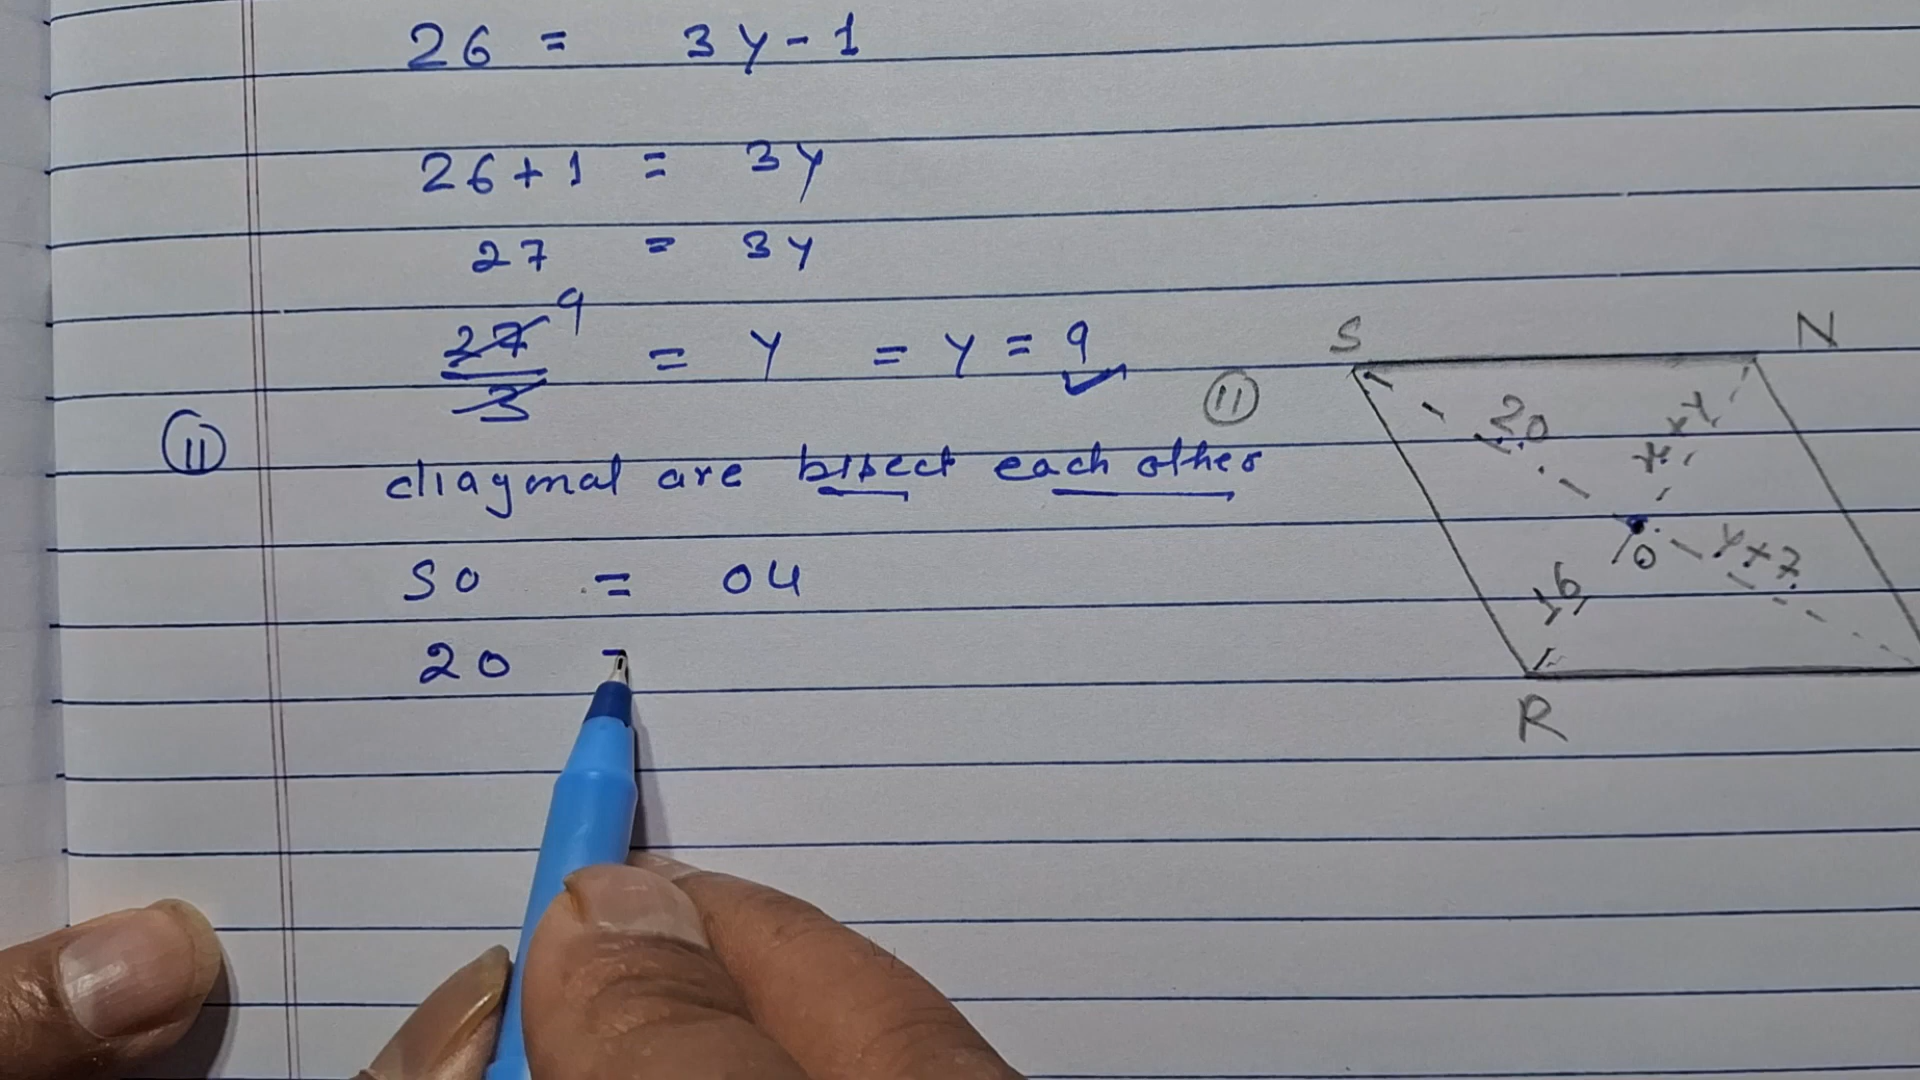 26 = 3y-1
26+1 = 3y
27 = 3y
27/3 9 = y = y = 9
(11)
diagonal are bisect each other
SO = OU
20 =
(11)
S N
20 x+y
O y+7
16
R